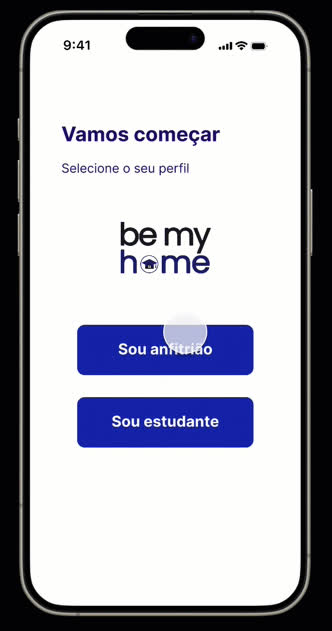 9:41
Vamos começar
Selecione o seu perfil
be my
home
Sou anfitrião
Sou estudante